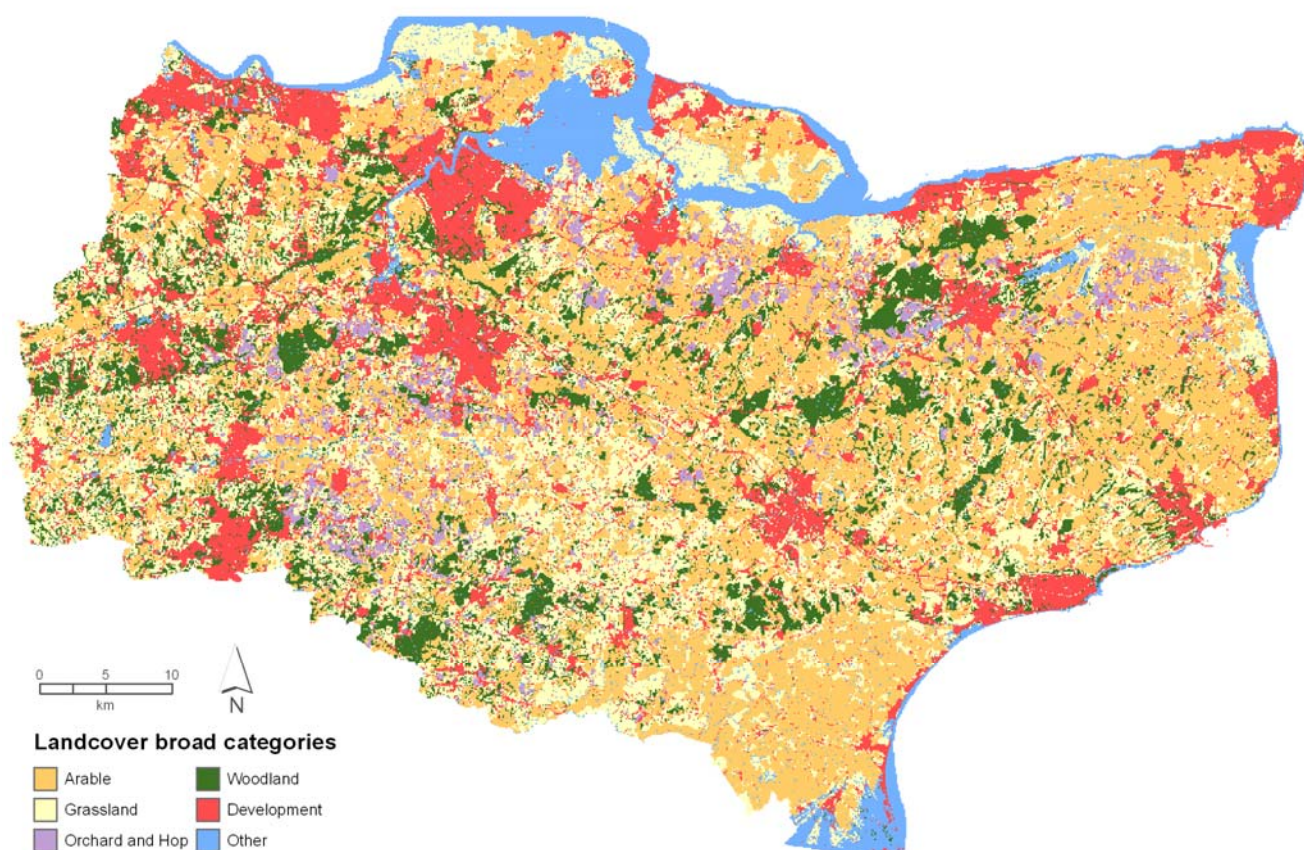 0 5 10
km
N
Landcover broad categories
Arable
Woodland
Grassland
Development
Orchard and Hop
Other